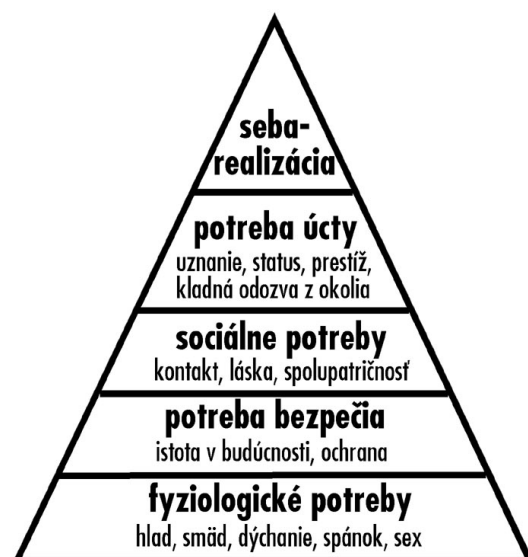 seba-
realizácia
potreba úcty
uznanie, status, prestíž,
kladná odozva z okolia
sociálne potreby
kontakt, láska, spolupatričnosť
potreba bezpečia
istota v budúcnosti, ochrana
fyziologické potreby
hlad, smäd, dýchanie, spánok, sex